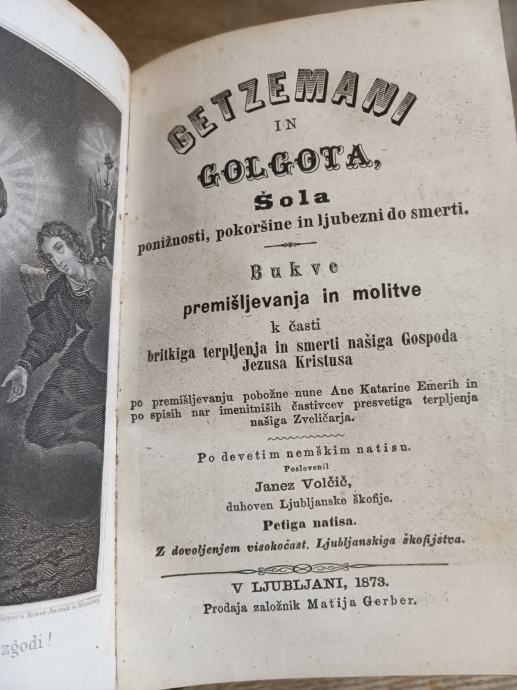 GETZEMANI
IN
GOLGOTA,
Šola
ponižnosti, pokoršine in ljubezni do smerti.
Bukve
premišljevanja in molitve
k časti
britkiga terpljenja in smerti našiga Gospoda
Jezusa Kristusa
po premišljevanju pobožne nune Ane Katarine Emerih in
po spisih nar imenitniših častivcev presvetiga terpljenja
našiga Zveličarja.
Po devetim nemškim natisu.
Poslovenil
Janez Volčič,
duhoven Ljubljanske škofije.
Petiga natisa.
Z dovoljenjem visokočast. Ljubljanskiga škofijstva.
V LJUBLJANI, 1873.
Prodaja založnik Matija Gerber.
zgodi!